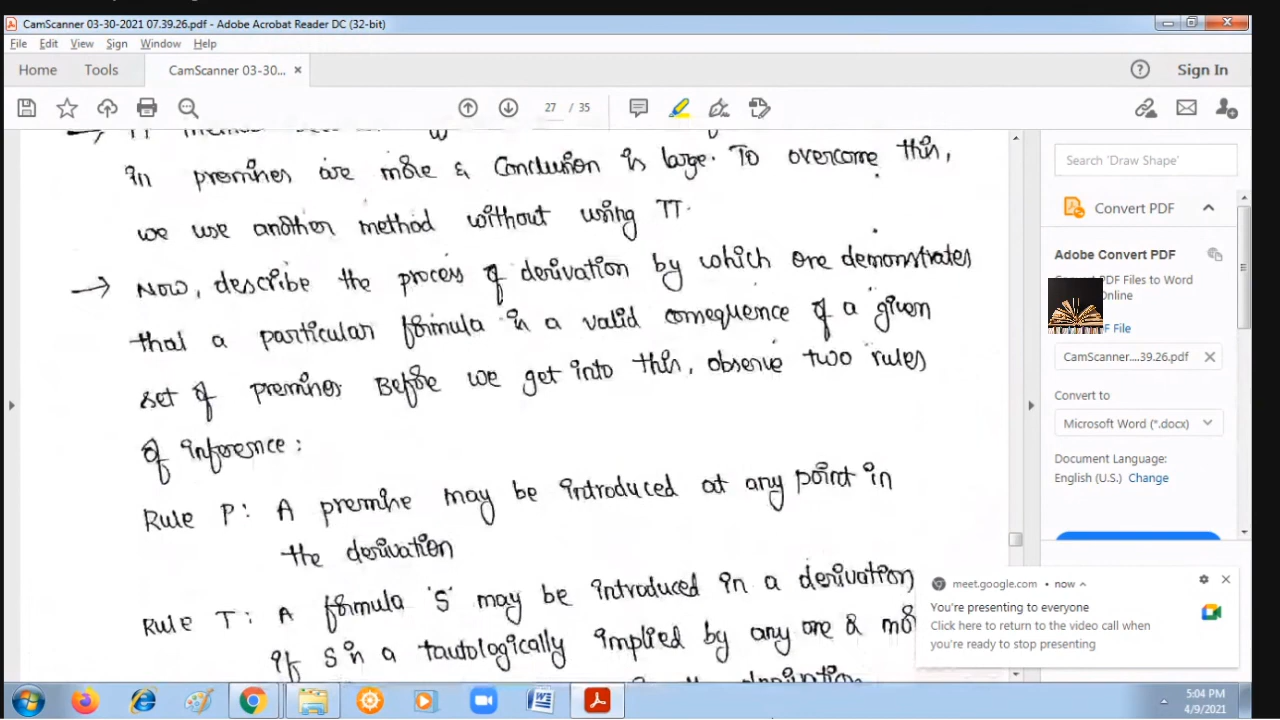 CamScanner 03-30-2021 07.39.26.pdf - Adobe Acrobat Reader DC (32-bit)
File Edit View Sign Window Help
Home Tools CamScanner 03-30... × Sign In
27 / 35
in premises are more & Conclusion is large. To overcome this,
we use another method without using TT.
→ Now, describe the process of derivation by which one demonstrates
that a particular formula is a valid consequence of a given
set of premises Before we get into this, observe two rules
of inference:
Rule P: A premise may be introduced at any point in
the derivation
Rule T: A formula 'S' may be introduced in a derivation
if S is a tautologically implied by any one & mo
Search 'Draw Shape'
Convert PDF
Adobe Convert PDF
Convert PDF Files to Word
Online
File
CamScanner....39.26.pdf ×
Convert to
Microsoft Word (*.docx)
Document Language:
English (U.S.) Change
meet.google.com • now
You're presenting to everyone
Click here to return to the video call when
you're ready to stop presenting
5:04 PM
4/9/2021